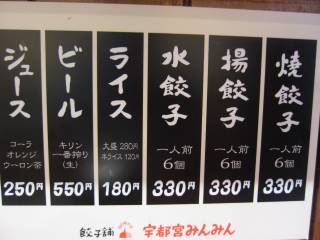 焼餃子
一人前
6個
330円
揚餃子
一人前
6個
330円
水餃子
一人前
6個
330円
ライス
大盛 280円
半ライス 120円
180円
ビール
キリン
一番搾り
(生)
550円
ジュース
コーラ
オレンジ
ウーロン茶
250円
餃子舗
宇都宮みんみん